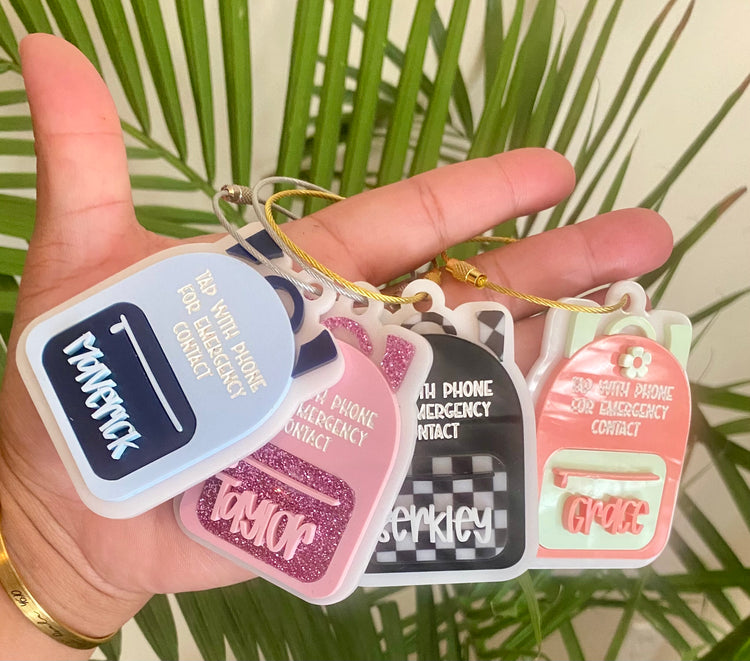 TAP WITH PHONE
FOR EMERGENCY
CONTACT
Maverick
PHONE
EMERGENCY
CONTACT
Taylor
PHONE
EMERGENCY
CONTACT
Berkley
TAP WITH PHONE
FOR EMERGENCY
CONTACT
Grace